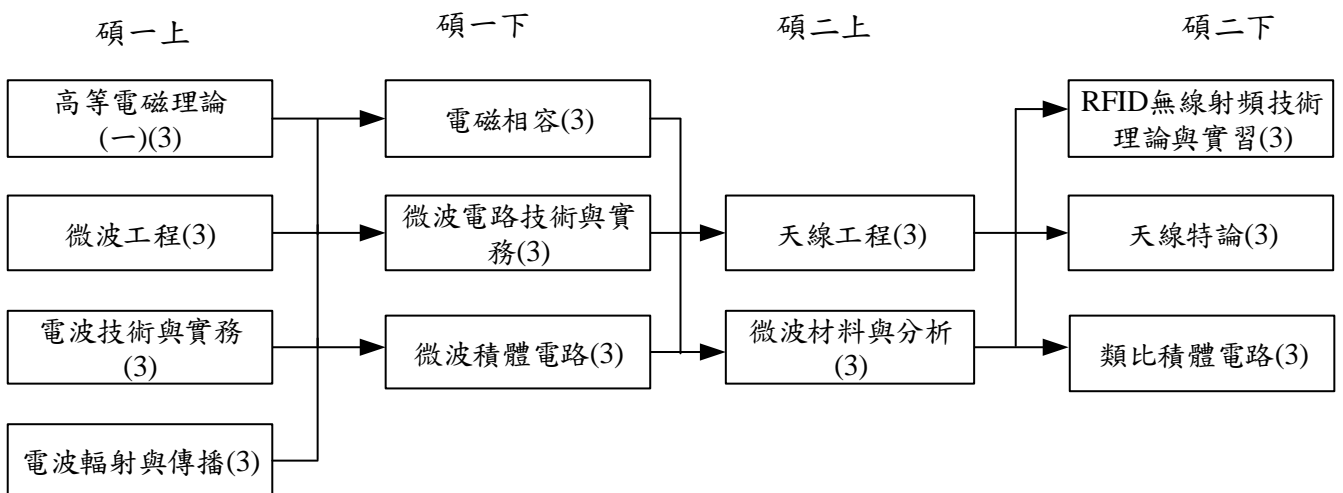 碩一上
碩一下
碩二上
碩二下
高等電磁理論
(一)(3)
電磁相容(3)
RFID無線射頻技術
理論與實習(3)
微波工程(3)
微波電路技術與實
務(3)
天線工程(3)
天線特論(3)
電波技術與實務
(3)
微波積體電路(3)
微波材料與分析
(3)
類比積體電路(3)
電波輻射與傳播(3)